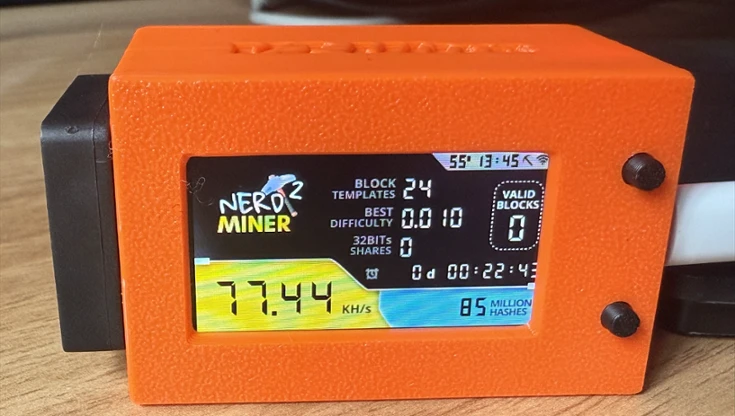 55° 13:45
NERD 2
MINER
BLOCK TEMPLATES 24
BEST DIFFICULTY 0.010
32BITs SHARES 0
VALID BLOCKS
0
0d 00:22:43
77.44 KH/s
85 MILLION HASHES